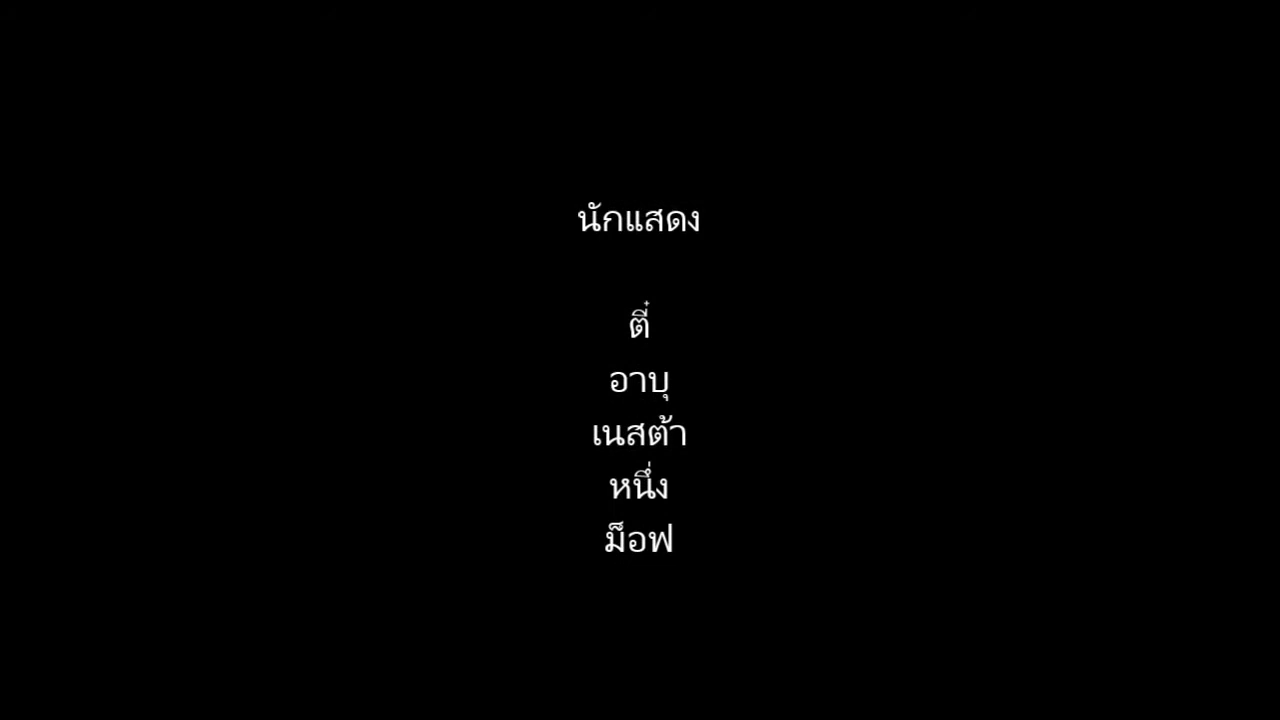 นักแสดง
ตี๋
อาบุ
เนสต้า
หนึ่ง
ม็อฟ